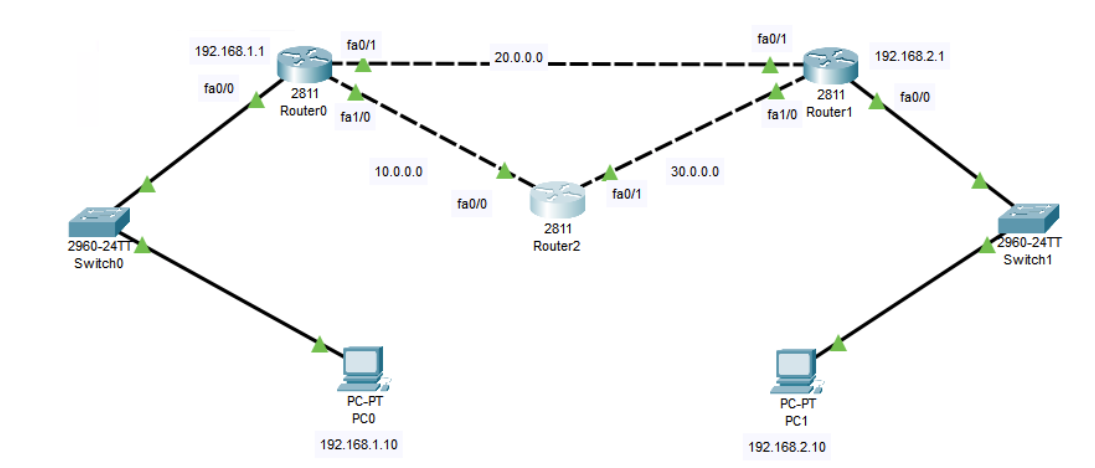 192.168.1.1
fa0/1
20.0.0.0
fa0/1
192.168.2.1
fa0/0
2811
Router0
fa1/0
2811
Router1
fa1/0
fa0/0
10.0.0.0
30.0.0.0
fa0/0
fa0/1
2811
Router2
2960-24TT
Switch0
2960-24TT
Switch1
PC-PT
PC0
192.168.1.10
PC-PT
PC1
192.168.2.10